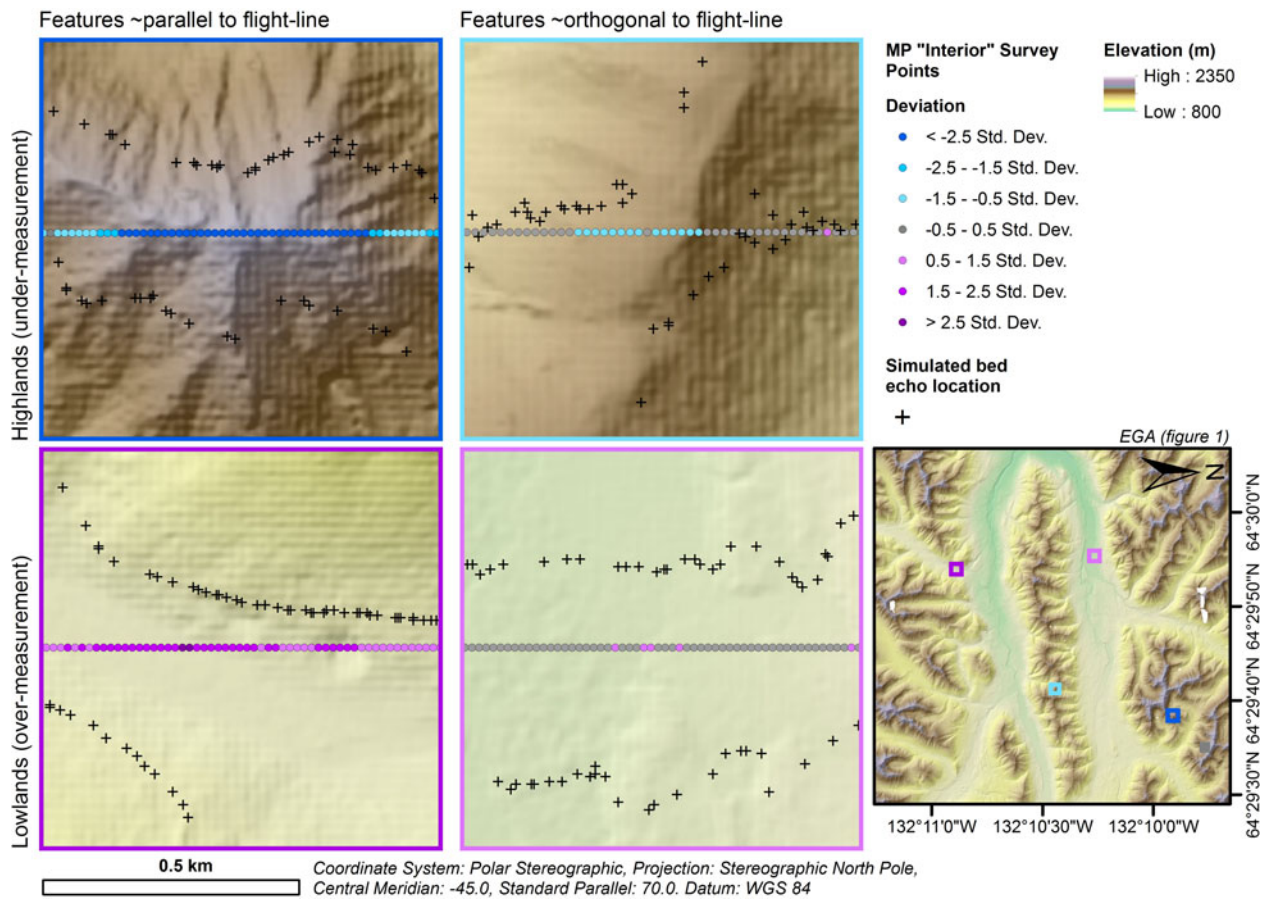 Features ~parallel to flight-line
Features ~orthogonal to flight-line
Highlands (under-measurement)
Lowlands (over-measurement)
MP "Interior" Survey
Points
Deviation
< -2.5 Std. Dev.
-2.5 - -1.5 Std. Dev.
-1.5 - -0.5 Std. Dev.
-0.5 - 0.5 Std. Dev.
0.5 - 1.5 Std. Dev.
1.5 - 2.5 Std. Dev.
> 2.5 Std. Dev.
Simulated bed
echo location
Elevation (m)
High : 2350
Low : 800
EGA (figure 1)
N
64°30'0"N
64°29'50"N
64°29'40"N
64°29'30"N
132°11'0"W
132°10'30"W
132°10'0"W
0.5 km
Coordinate System: Polar Stereographic, Projection: Stereographic North Pole,
Central Meridian: -45.0, Standard Parallel: 70.0. Datum: WGS 84